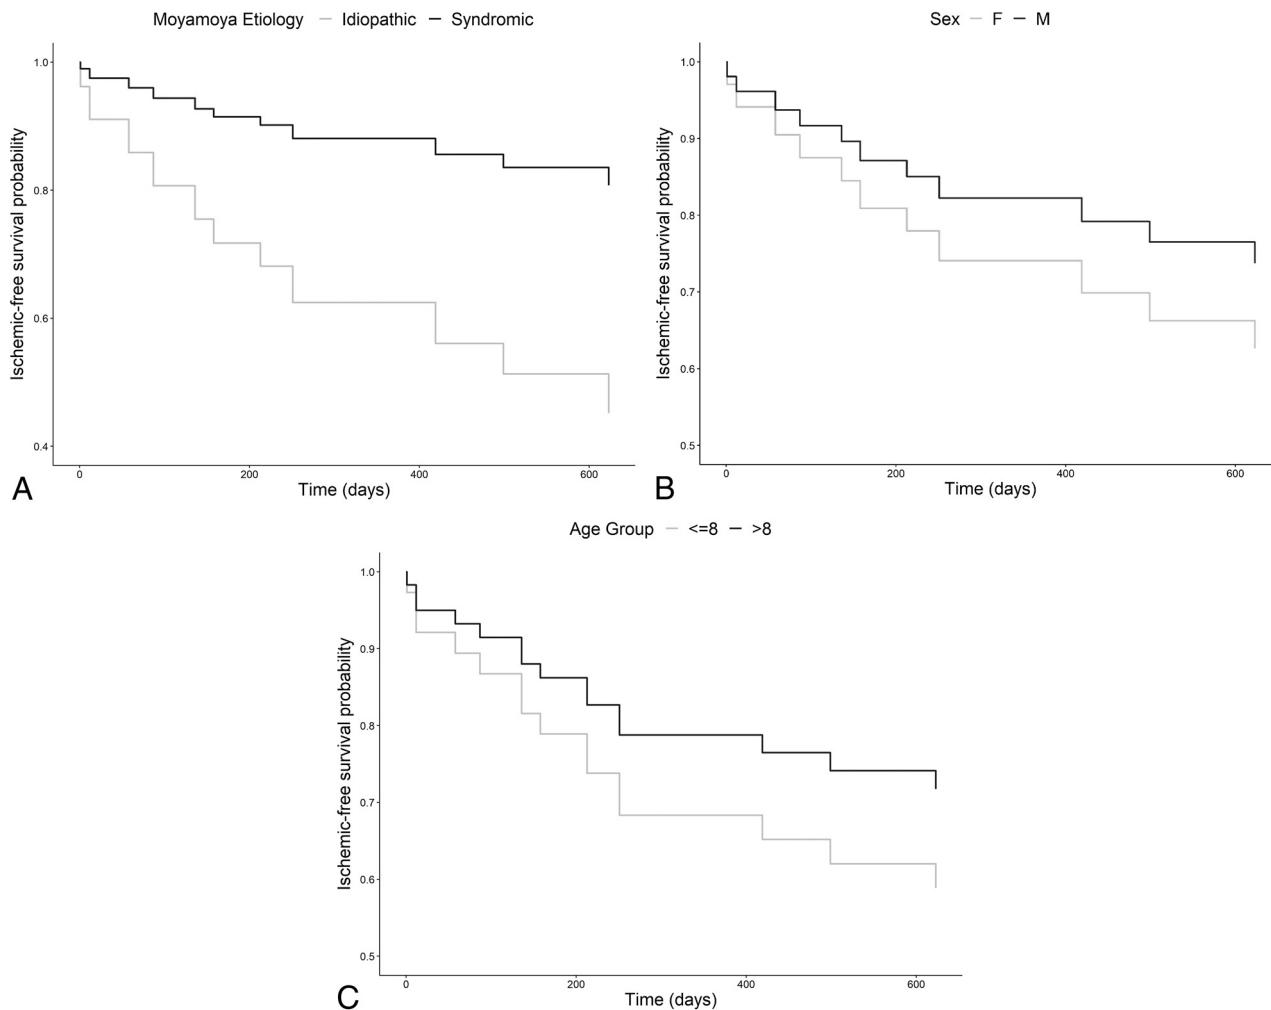 Moyamoya Etiology Idiopathic Syndromic
Ischemic-free survival probability
1.0
0.8
0.6
0.4
0 200 400 600
Time (days)
A
Sex F M
Ischemic-free survival probability
1.0
0.9
0.8
0.7
0.6
0.5
0 200 400 600
Time (days)
B
Age Group <=8 >8
Ischemic-free survival probability
1.0
0.9
0.8
0.7
0.6
0.5
0 200 400 600
Time (days)
C